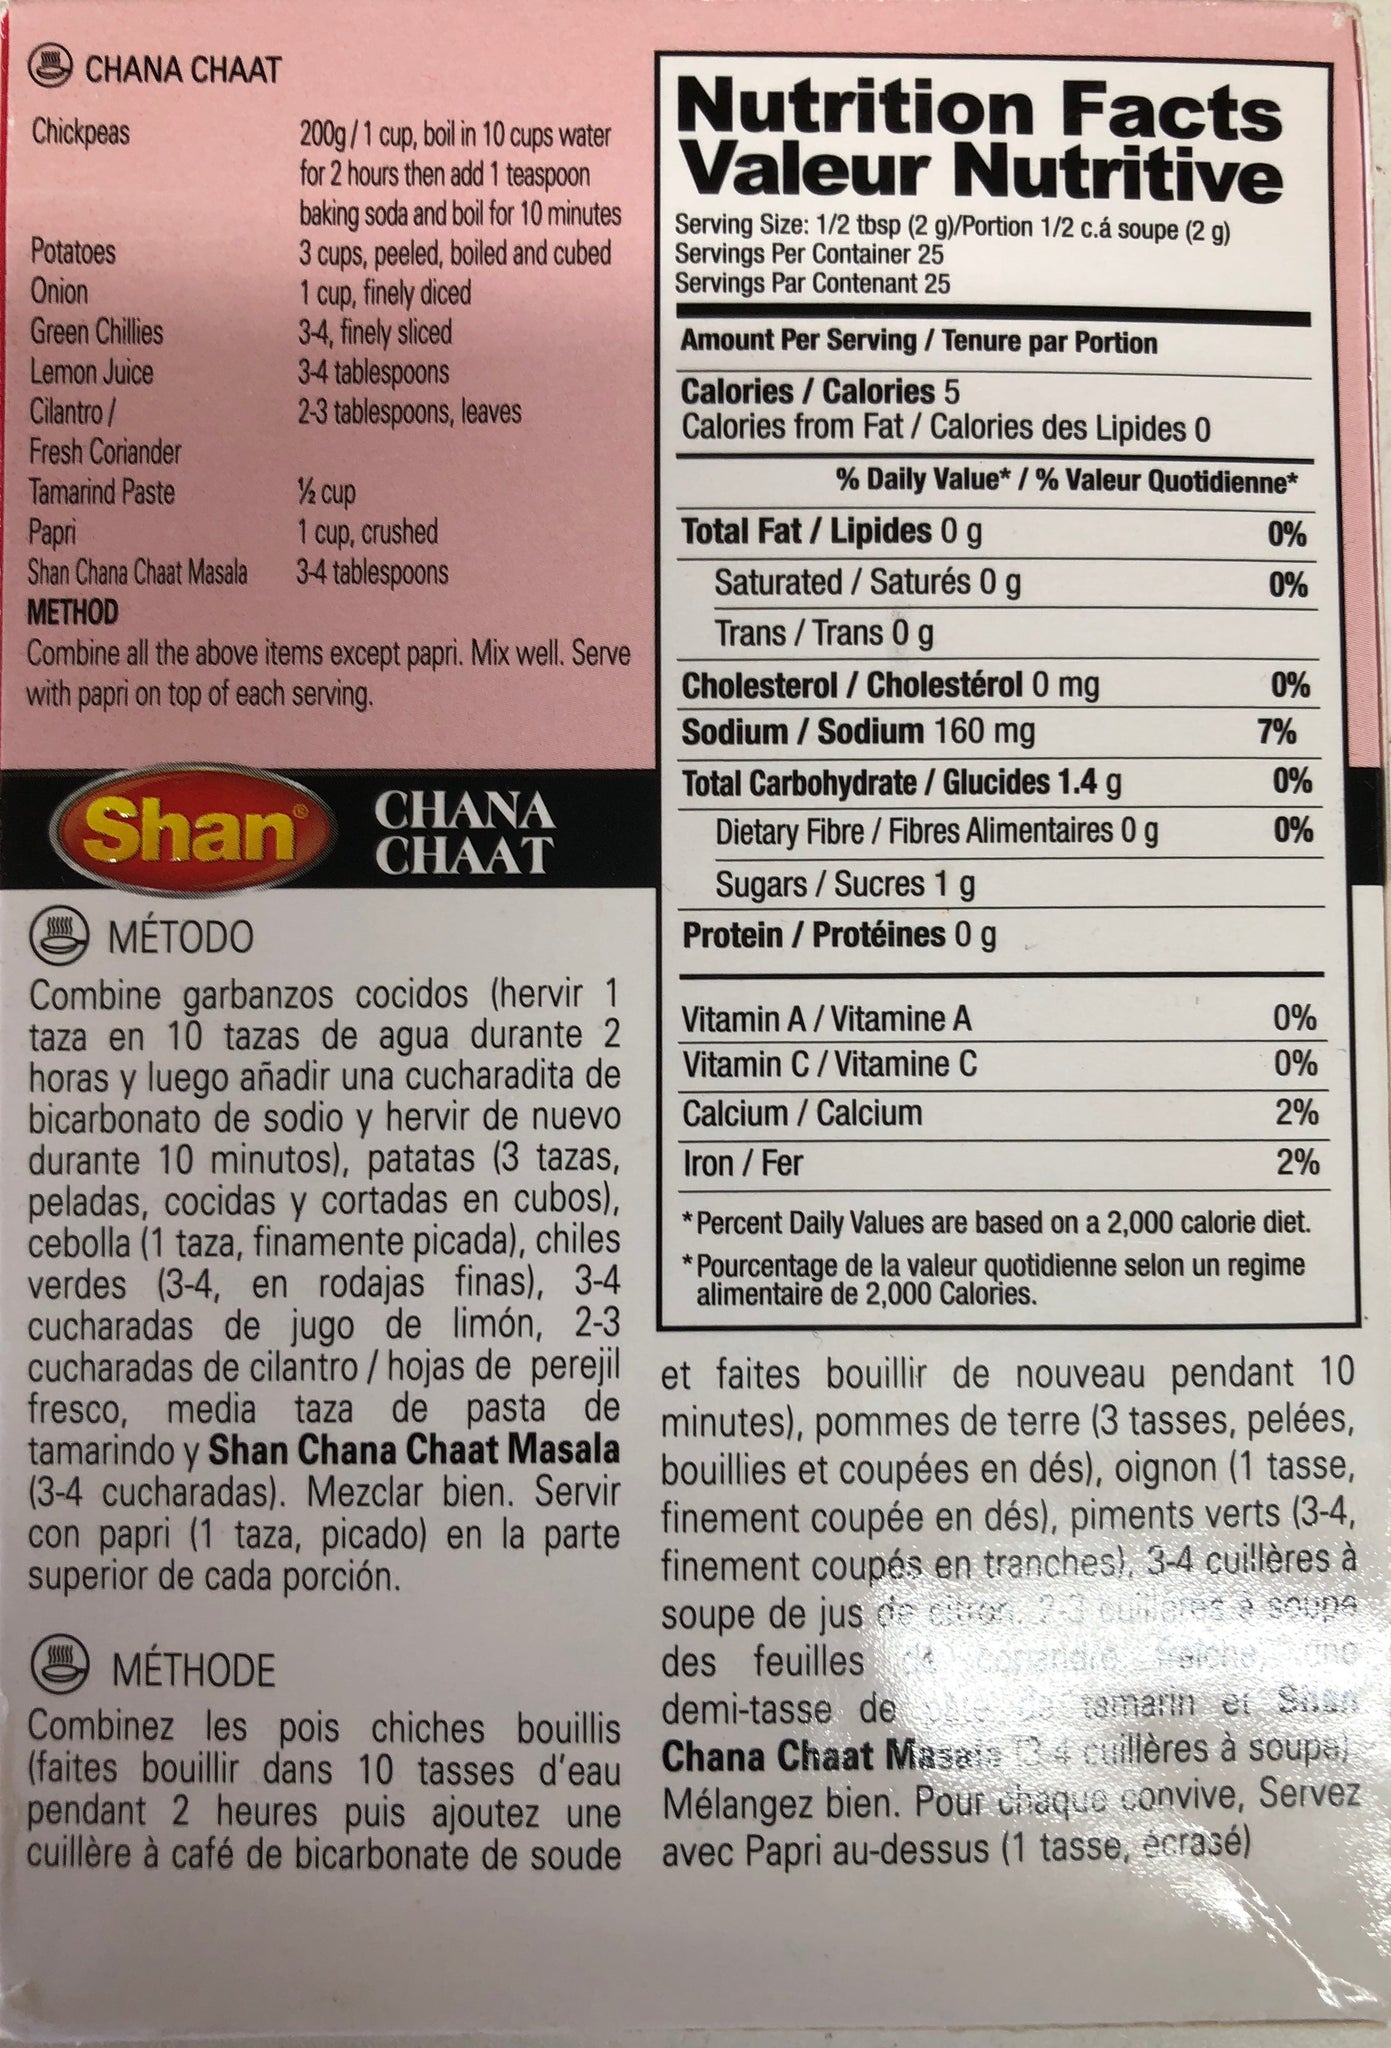 CHANA CHAAT
Chickpeas 200g / 1 cup, boil in 10 cups water
for 2 hours then add 1 teaspoon
baking soda and boil for 10 minutes
Potatoes 3 cups, peeled, boiled and cubed
Onion 1 cup, finely diced
Green Chillies 3-4, finely sliced
Lemon Juice 3-4 tablespoons
Cilantro / 2-3 tablespoons, leaves
Fresh Coriander
Tamarind Paste ½ cup
Papri 1 cup, crushed
Shan Chana Chaat Masala 3-4 tablespoons
METHOD
Combine all the above items except papri. Mix well. Serve
with papri on top of each serving.
Shan®
CHANA
CHAAT
MÉTODO
Combine garbanzos cocidos (hervir 1
taza en 10 tazas de agua durante 2
horas y luego añadir una cucharadita de
bicarbonato de sodio y hervir de nuevo
durante 10 minutos), patatas (3 tazas,
peladas, cocidas y cortadas en cubos),
cebolla (1 taza, finamente picada), chiles
verdes (3-4, en rodajas finas), 3-4
cucharadas de jugo de limón, 2-3
cucharadas de cilantro / hojas de perejil
fresco, media taza de pasta de
tamarindo y Shan Chana Chaat Masala
(3-4 cucharadas). Mezclar bien. Servir
con papri (1 taza, picado) en la parte
superior de cada porción.
MÉTHODE
Combinez les pois chiches bouillis
(faites bouillir dans 10 tasses d'eau
pendant 2 heures puis ajoutez une
cuillère à café de bicarbonate de soude
Nutrition Facts
Valeur Nutritive
Serving Size: 1/2 tbsp (2 g)/Portion 1/2 c.á soupe (2 g)
Servings Per Container 25
Servings Par Contenant 25
Amount Per Serving / Tenure par Portion
Calories / Calories 5
Calories from Fat / Calories des Lipides 0
% Daily Value* / % Valeur Quotidienne*
Total Fat / Lipides 0 g 0%
Saturated / Saturés 0 g 0%
Trans / Trans 0 g
Cholesterol / Cholestérol 0 mg 0%
Sodium / Sodium 160 mg 7%
Total Carbohydrate / Glucides 1.4 g 0%
Dietary Fibre / Fibres Alimentaires 0 g 0%
Sugars / Sucres 1 g
Protein / Protéines 0 g
Vitamin A / Vitamine A 0%
Vitamin C / Vitamine C 0%
Calcium / Calcium 2%
Iron / Fer 2%
*Percent Daily Values are based on a 2,000 calorie diet.
*Pourcentage de la valeur quotidienne selon un regime
alimentaire de 2,000 Calories.
et faites bouillir de nouveau pendant 10
minutes), pommes de terre (3 tasses, pelées,
bouillies et coupées en dés), oignon (1 tasse,
finement coupée en dés), piments verts (3-4,
finement coupés en tranches), 3-4 cuillères à
soupe de jus de citron, 2-3 cuillères à soupe
des feuilles de coriandre
demi-tasse de tamarin et Shan
Chana Chaat Masala (3-4 cuillères à soupe)
Mélangez bien. Pour chaque convive, Servez
avec Papri au-dessus (1 tasse, écrasé)